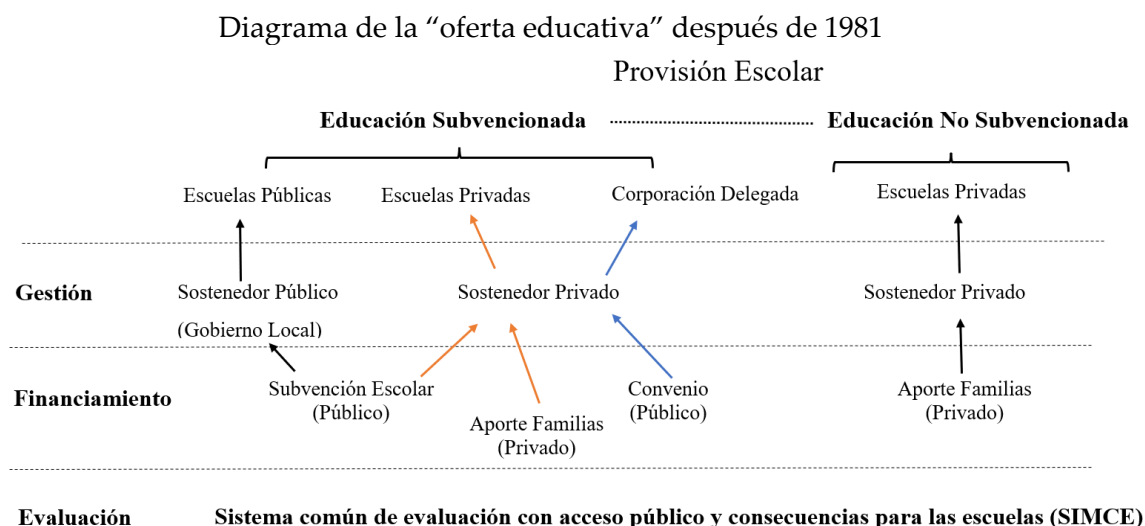 Diagrama de la “oferta educativa” después de 1981
Provisión Escolar
Educación Subvencionada
Educación No Subvencionada
Escuelas Públicas
Escuelas Privadas
Corporación Delegada
Escuelas Privadas
Gestión
Sostenedor Público
(Gobierno Local)
Sostenedor Privado
Sostenedor Privado
Financiamiento
Subvención Escolar
(Público)
Aporte Familias
(Privado)
Convenio
(Público)
Aporte Familias
(Privado)
Evaluación
Sistema común de evaluación con acceso público y consecuencias para las escuelas (SIMCE)